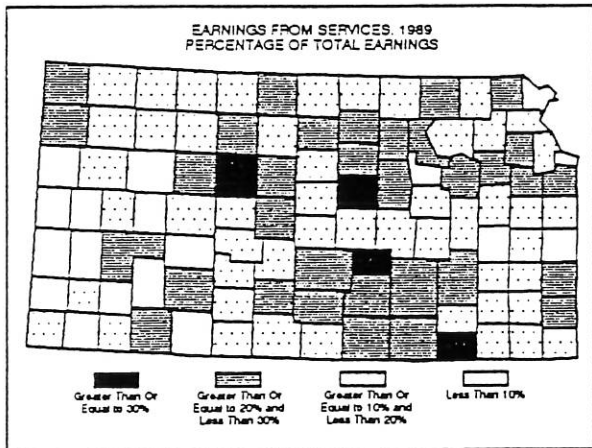 EARNINGS FROM SERVICES, 1989
PERCENTAGE OF TOTAL EARNINGS
Greater Than Or
Equal to 30%
Greater Than Or
Equal to 20% and
Less Than 30%
Greater Than Or
Equal to 10% and
Less Than 20%
Less Than 10%